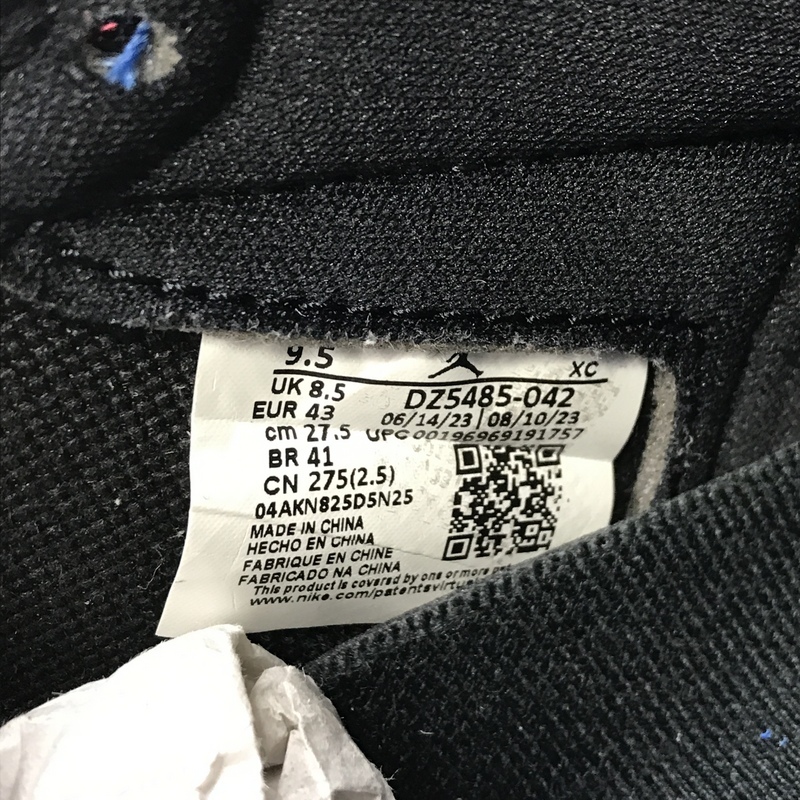 9.5
XC
UK 8.5
DZ5485-042
EUR 43
06/14/23 | 08/10/23
cm 27.5
UPC 00196969191757
BR 41
CN 275(2.5)
04AKN825D5N25
MADE IN CHINA
HECHO EN CHINA
FABRIQUE EN CHINE
FABRICADO NA CHINA
This product is covered by one or more
www.nike.com/patents